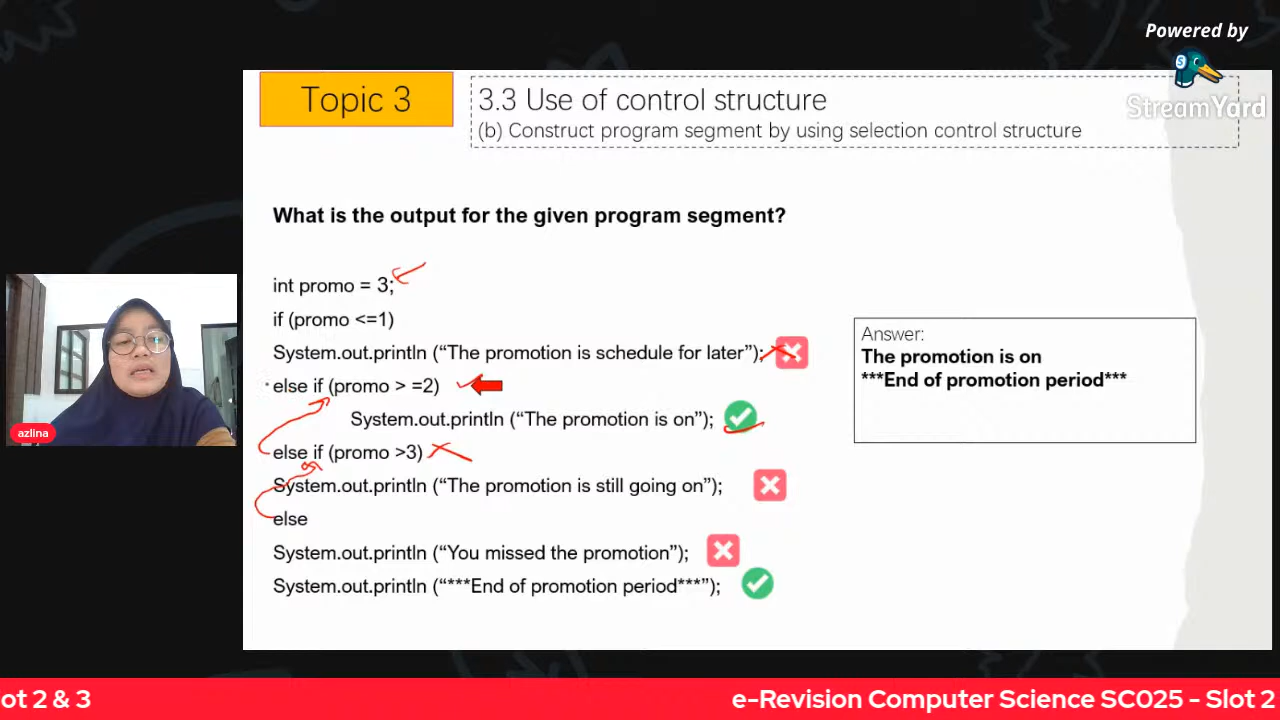 Powered by
StreamYard
Topic 3
3.3 Use of control structure
(b) Construct program segment by using selection control structure
What is the output for the given program segment?
int promo = 3;
if (promo <=1)
System.out.println (“The promotion is schedule for later”);
else if (promo > =2)
System.out.println (“The promotion is on”);
else if (promo >3)
System.out.println (“The promotion is still going on”);
else
System.out.println (“You missed the promotion”);
System.out.println (“***End of promotion period***”);
Answer:
The promotion is on
***End of promotion period***
azlina
ot 2 & 3
e-Revision Computer Science SC025 - Slot 2